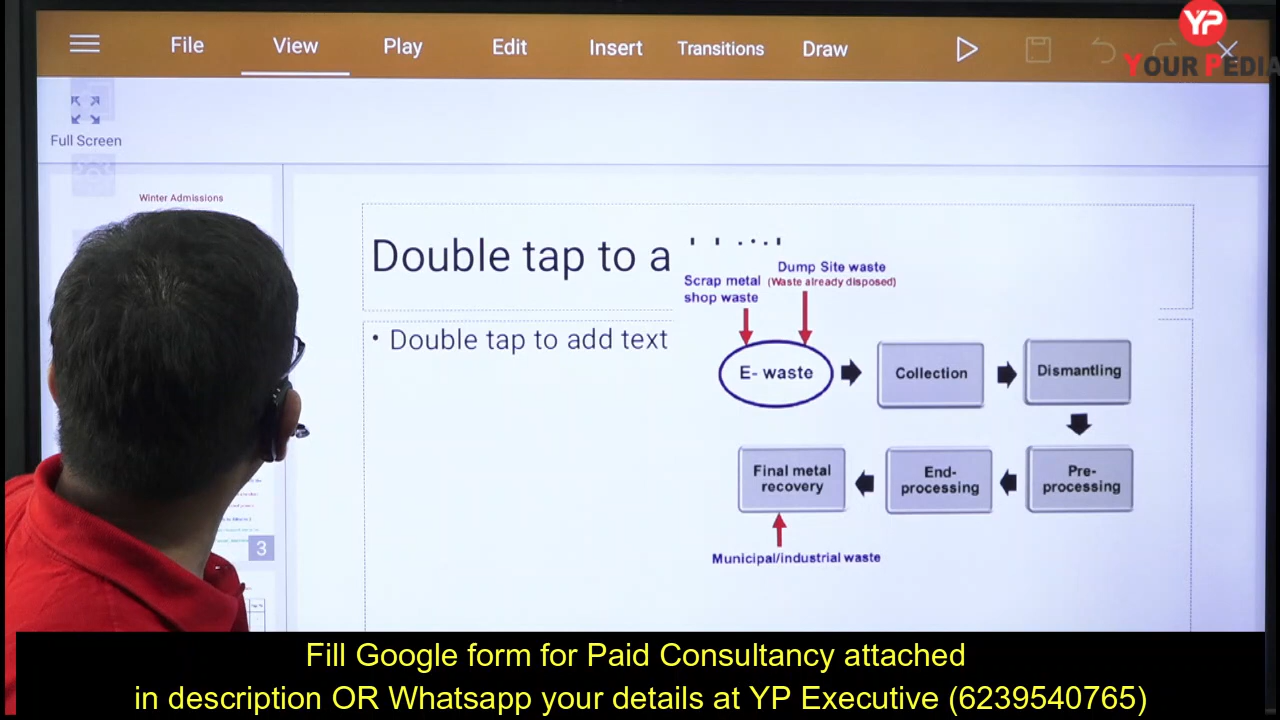 YP
YOUR PEDIA
File View Play Edit Insert Transitions Draw
Full Screen
Winter Admissions
3
Double tap to a
• Double tap to add text
Scrap metal
shop waste
Dump Site waste
(Waste already disposed)
E- waste
Collection
Dismantling
Pre-
processing
End-
processing
Final metal
recovery
Municipal/industrial waste
Fill Google form for Paid Consultancy attached
in description OR Whatsapp your details at YP Executive (6239540765)